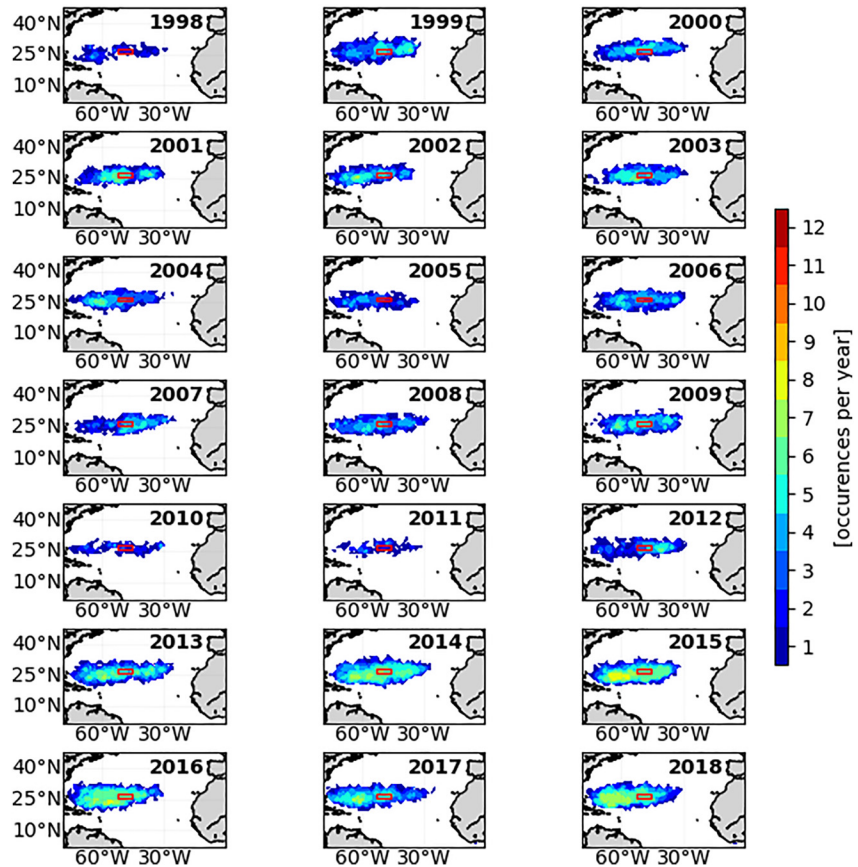 40°N
25°N
10°N
1998
1999
2000
60°W 30°W
60°W 30°W
60°W 30°W
40°N
25°N
10°N
2001
2002
2003
60°W 30°W
60°W 30°W
60°W 30°W
40°N
25°N
10°N
2004
2005
2006
60°W 30°W
60°W 30°W
60°W 30°W
40°N
25°N
10°N
2007
2008
2009
60°W 30°W
60°W 30°W
60°W 30°W
40°N
25°N
10°N
2010
2011
2012
60°W 30°W
60°W 30°W
60°W 30°W
40°N
25°N
10°N
2013
2014
2015
60°W 30°W
60°W 30°W
60°W 30°W
40°N
25°N
10°N
2016
2017
2018
60°W 30°W
60°W 30°W
60°W 30°W
12
11
10
9
8
7
6
5
4
3
2
1
[occurences per year]